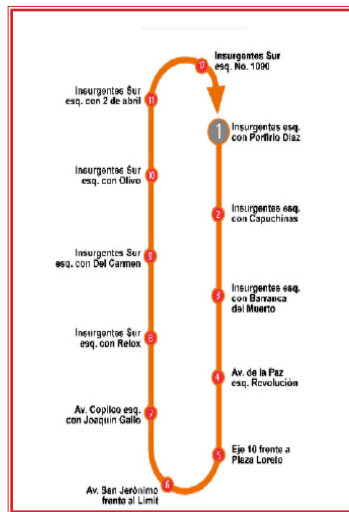 12
Insurgentes Sur
esq. No. 1090
1
Insurgentes esq.
con Porfirio Diaz
2
Insurgentes esq.
con Capuchinas
3
Insurgentes esq.
con Barranca
del Muerto
4
Av. de la Paz
esq. Revolución
5
Eje 10 frente a
Plaza Loreto
6
Av. San Jerónimo
frente al Limit
7
Av. Copilco esq.
con Joaquin Gallo
8
Insurgentes Sur
esq. con Relox
9
Insurgentes Sur
esq. con Del Carmen
10
Insurgentes Sur
esq. con Olivo
11
Insurgentes Sur
esq. con 2 de abril